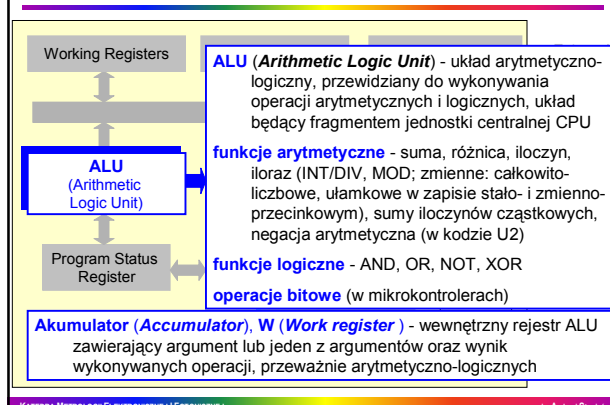 Working Registers
ALU (Arithmetic Logic Unit) - układ arytmetyczno-
logiczny, przewidziany do wykonywania
operacji arytmetycznych i logicznych, układ
będący fragmentem jednostki centralnej CPU
ALU
(Arithmetic
Logic Unit)
funkcje arytmetyczne - suma, różnica, iloczyn,
iloraz (INT/DIV, MOD; zmienne: całkowito-
liczbowe, ułamkowe w zapisie stało- i zmienno-
przecinkowym), sumy iloczynów cząstkowych,
negacja arytmetyczna (w kodzie U2)
Program Status
Register
funkcje logiczne - AND, OR, NOT, XOR
operacje bitowe (w mikrokontrolerach)
Akumulator (Accumulator), W (Work register ) - wewnętrzny rejestr ALU
zawierający argument lub jeden z argumentów oraz wynik
wykonywanych operacji, przeważnie arytmetyczno-logicznych